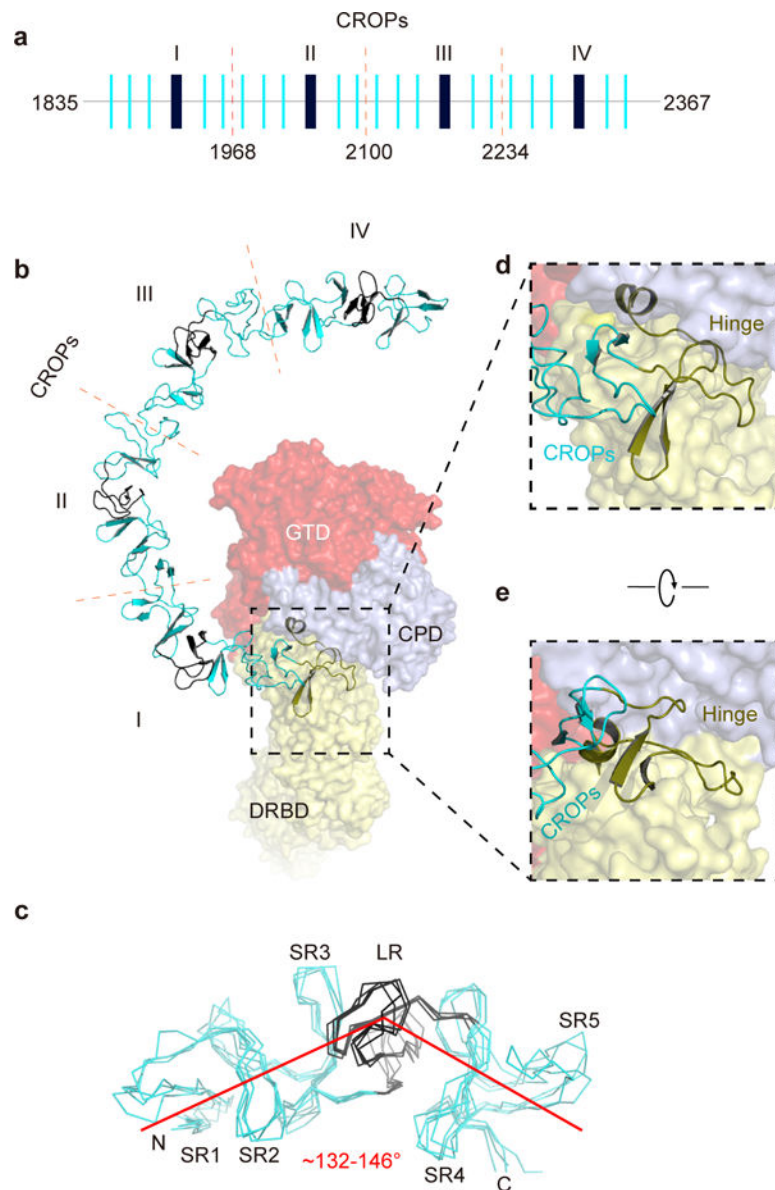 CROPs
a
I II III IV
1835 2367
1968 2100 2234
b
IV
III
CROPs
II
GTD
CPD
I
DRBD
d
Hinge
CROPs
e
Hinge
CROPs
c
SR3 LR
SR5
N
SR1 SR2 ~132-146° SR4 C